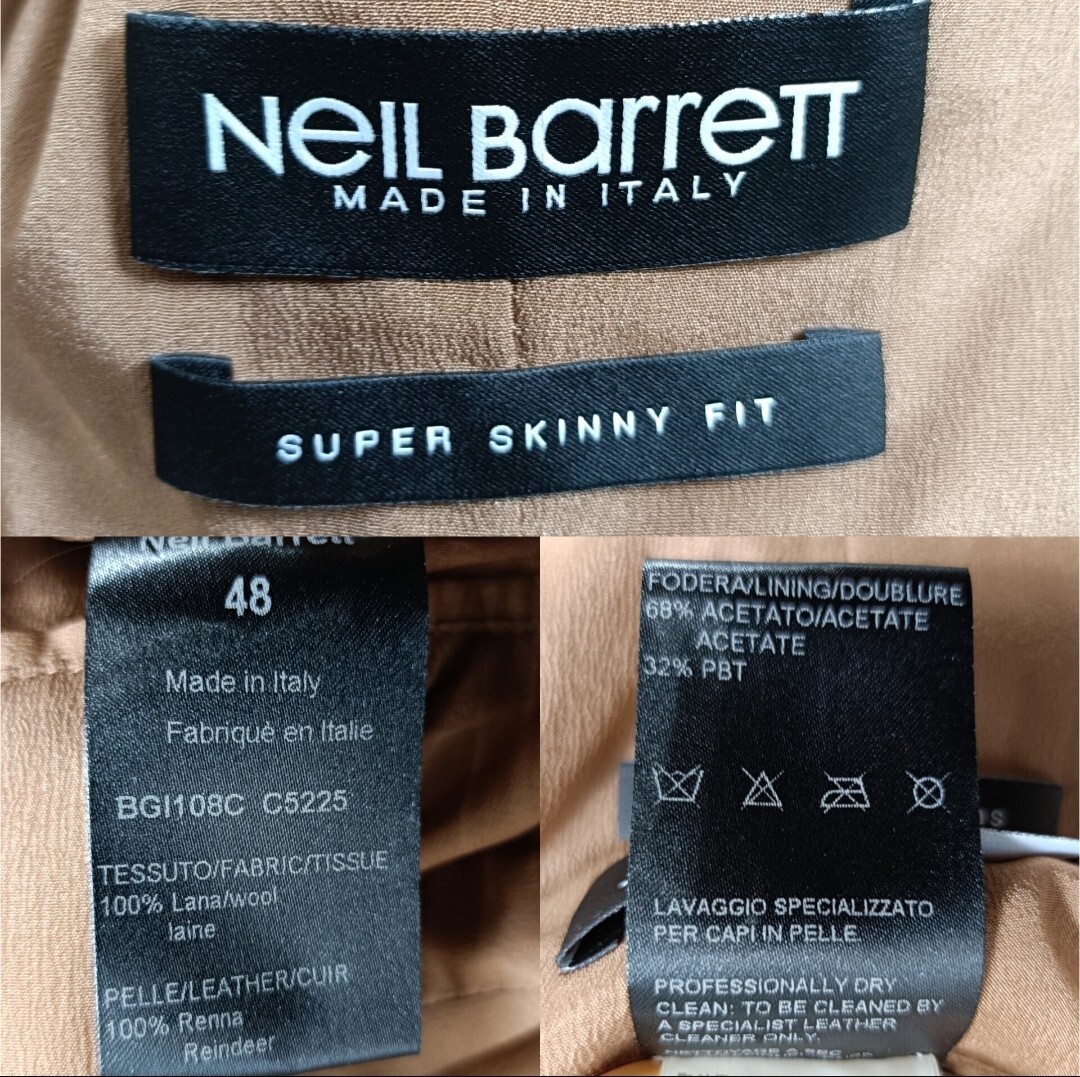 NeIL BarreTT
MADE IN ITALY
SUPER SKINNY FIT
Neil Barrett
48
Made in Italy
Fabriqué en Italie
BGI108C C5225
TESSUTO/FABRIC/TISSUE
100% Lana/wool
laine
PELLE/LEATHER/CUIR
100% Renna
Reindeer
FODERA/LINING/DOUBLURE
68% ACETATO/ACETATE
ACETATE
32% PBT
LAVAGGIO SPECIALIZZATO
PER CAPI IN PELLE.
PROFESSIONALLY DRY
CLEAN: TO BE CLEANED BY
A SPECIALIST LEATHER
CLEANER ONLY.